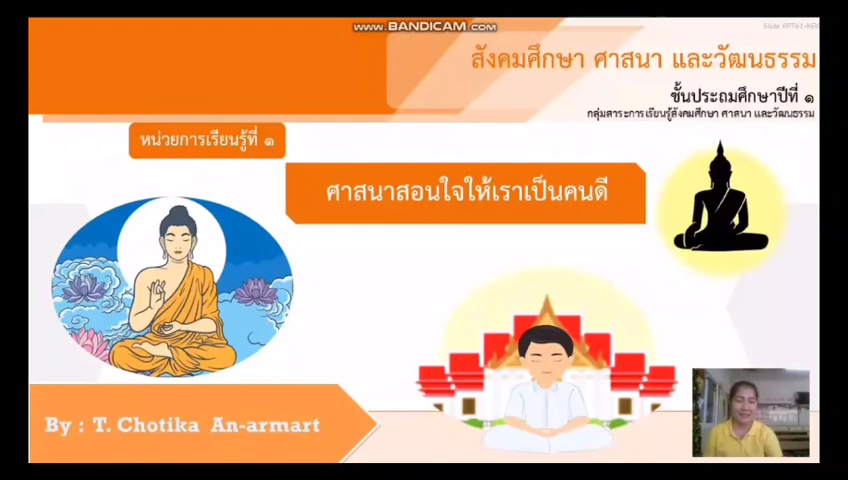 www.BANDICAM.com
สังคมศึกษา ศาสนา และวัฒนธรรม
ชั้นประถมศึกษาปีที่ ๑
กลุ่มสาระการเรียนรู้สังคมศึกษา ศาสนา และวัฒนธรรม
หน่วยการเรียนรู้ที่ ๑
ศาสนาสอนใจให้เราเป็นคนดี
By : T. Chotika An-armart